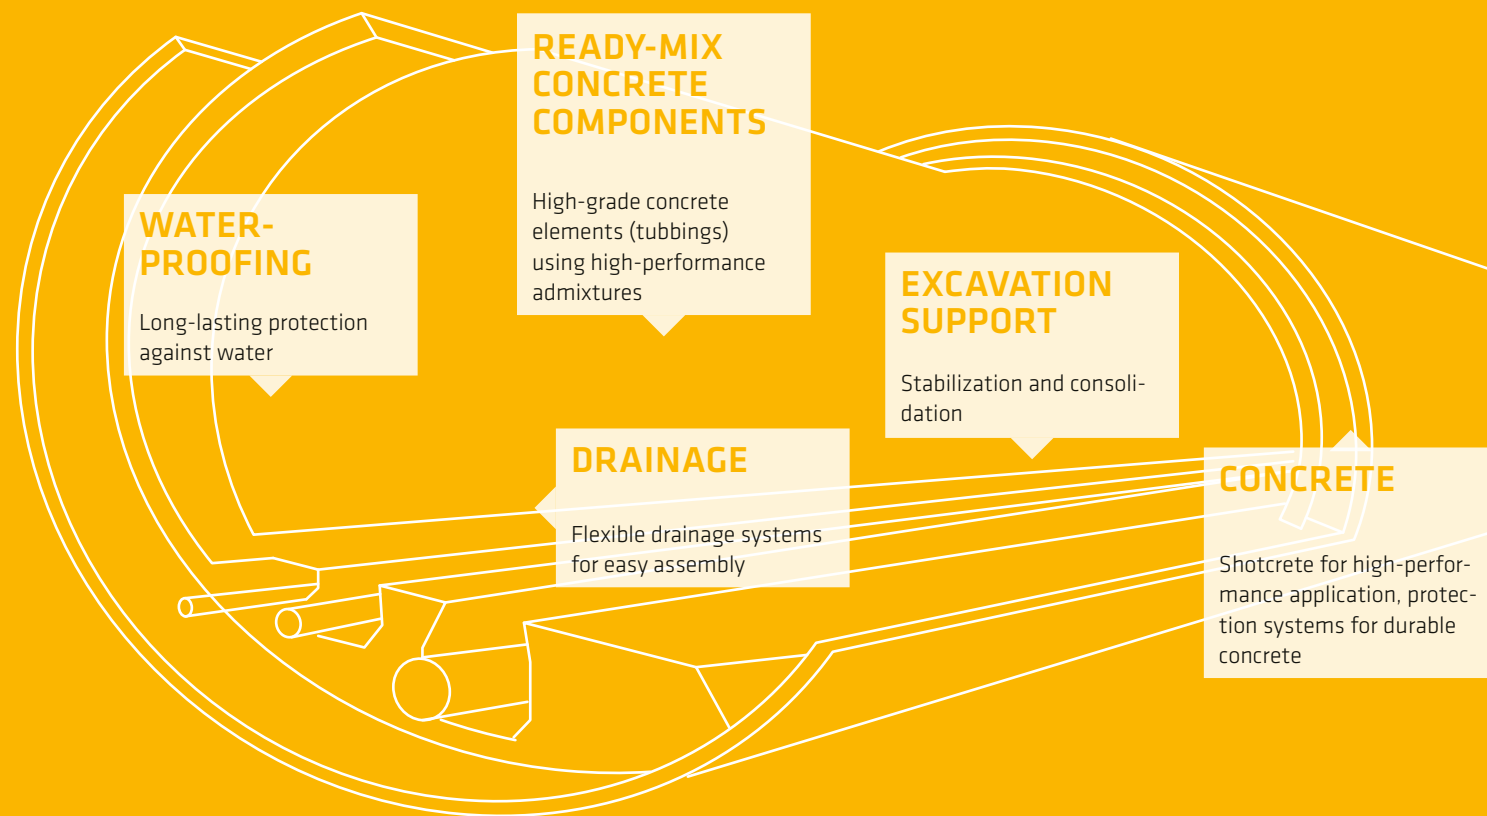 READY-MIX
CONCRETE
COMPONENTS
High-grade concrete
elements (tubbings)
using high-performance
admixtures
WATER-
PROOFING
Long-lasting protection
against water
EXCAVATION
SUPPORT
Stabilization and consoli-
dation
DRAINAGE
Flexible drainage systems
for easy assembly
CONCRETE
Shotcrete for high-perfor-
mance application, protec-
tion systems for durable
concrete